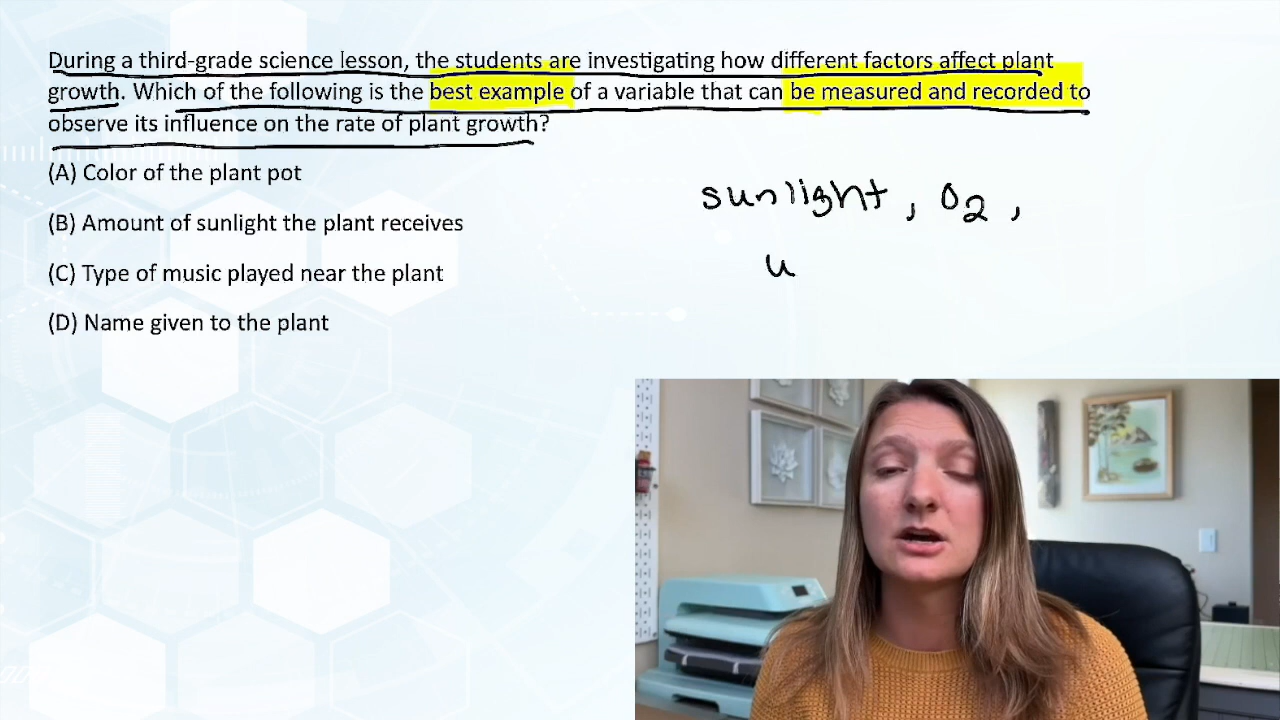 During a third-grade science lesson, the students are investigating how different factors affect plant
growth. Which of the following is the best example of a variable that can be measured and recorded to
observe its influence on the rate of plant growth?
(A) Color of the plant pot
(B) Amount of sunlight the plant receives
(C) Type of music played near the plant
(D) Name given to the plant
sunlight, O2,
w